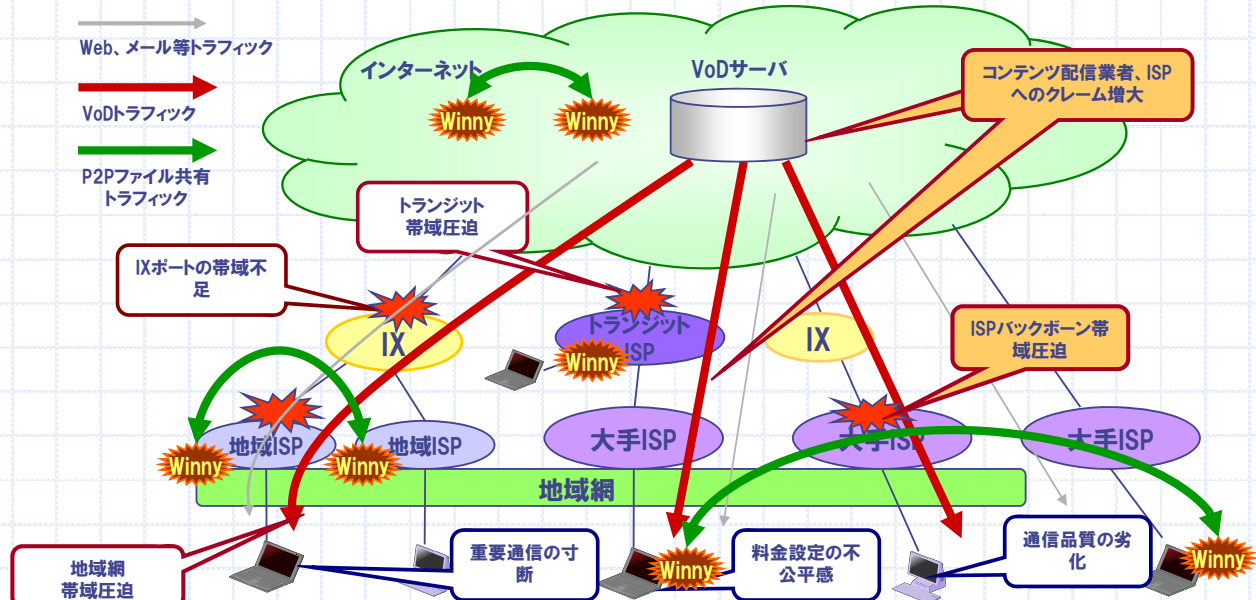 Web、メール等トラフィック
VoDトラフィック
P2Pファイル共有
トラフィック
インターネット
VoDサーバ
コンテンツ配信業者、ISP
へのクレーム増大
Winny
Winny
トランジット
帯域圧迫
IXポートの帯域不
足
IX
トランジット
ISP
Winny
IX
ISPバックボーン帯
域圧迫
地域ISP
地域ISP
大手ISP
大手ISP
大手ISP
Winny
Winny
地域網
地域網
帯域圧迫
重要通信の寸
断
Winny
料金設定の不
公平感
通信品質の劣
化
Winny